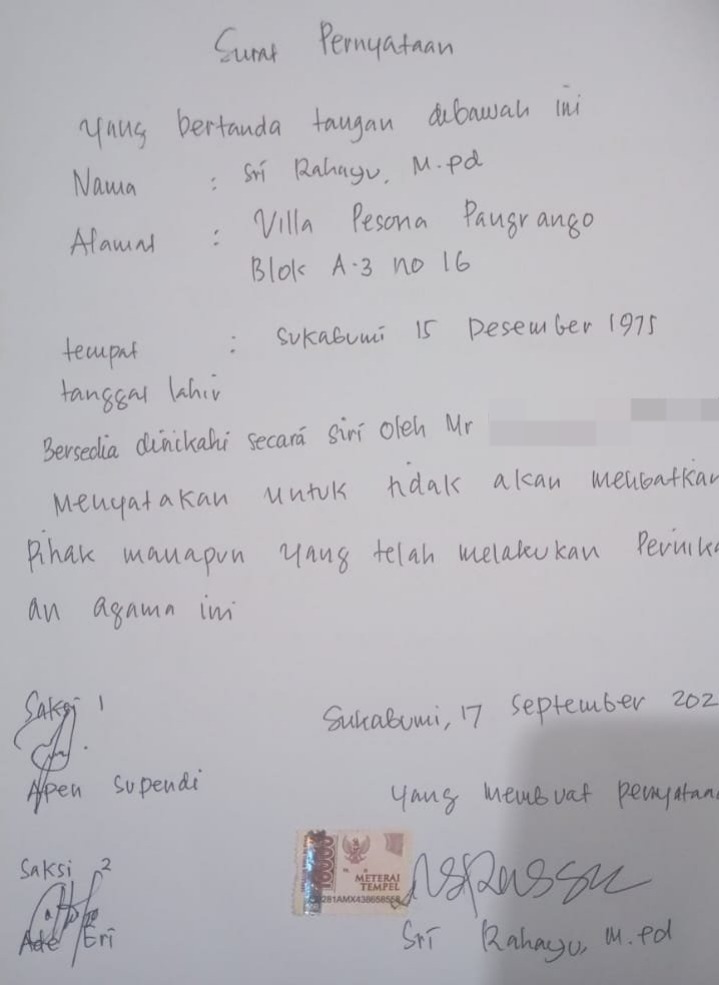 Surat Pernyataan
Yang bertanda tangan dibawah ini
Nama : Sri Rahayu, M.pd
Alamat : Villa Pesona Pangrango
Blok A-3 no 16
tempat : Sukabumi 15 Desember 1975
tanggal lahir
Bersedia dinikahi secara siri oleh Mr
Menyatakan untuk tidak akan melibatkan
Pihak manapun yang telah melakukan Pernika
an agama ini
Saksi 1
Sukabumi, 17 September 202
Apen Supendi
Yang membuat pernyataan
Saksi 2
10000
METERAI
TEMPEL
Ade Eri
Sri Rahayu, M.pd